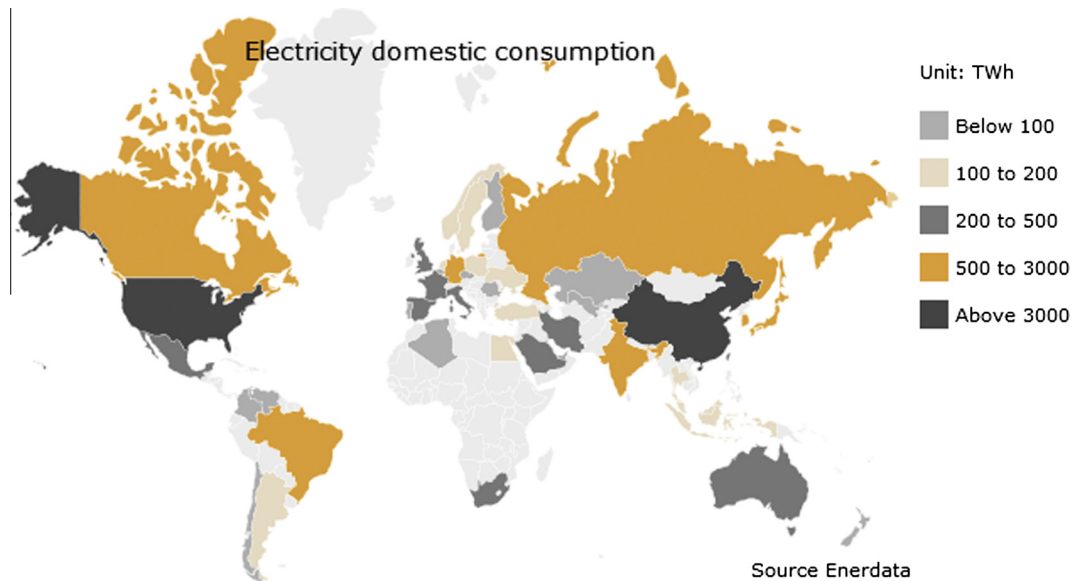 Electricity domestic consumption
Unit: TWh
Below 100
100 to 200
200 to 500
500 to 3000
Above 3000
Source Enerdata